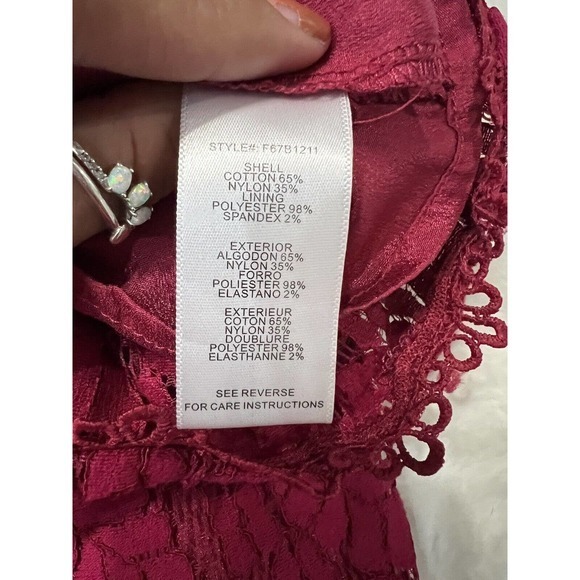 STYLE#: F67B1211
SHELL
COTTON 65%
NYLON 35%
LINING
POLYESTER 98%
SPANDEX 2%
EXTERIOR
ALGODON 65%
NYLON 35%
FORRO
POLIESTER 98%
ELASTANO 2%
EXTERIEUR
COTON 65%
NYLON 35%
DOUBLURE
POLYESTER 98%
ELASTHANNE 2%
SEE REVERSE
FOR CARE INSTRUCTIONS